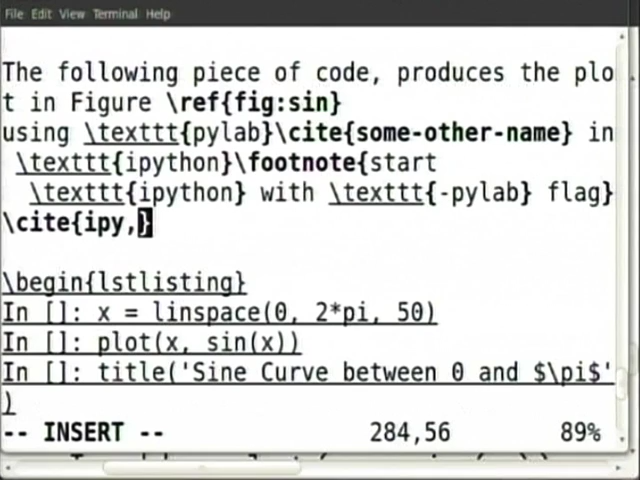 File Edit View Terminal Help
The following piece of code, produces the plo
t in Figure \ref{fig:sin}
using \texttt{pylab}\cite{some-other-name} in
\texttt{ipython}\footnote{start
\texttt{ipython} with \texttt{-pylab} flag}
\cite{ipy,}
\begin{lstlisting}
In []: x = linspace(0, 2*pi, 50)
In []: plot(x, sin(x))
In []: title('Sine Curve between 0 and $\pi$'
)
-- INSERT -- 284,56 89%